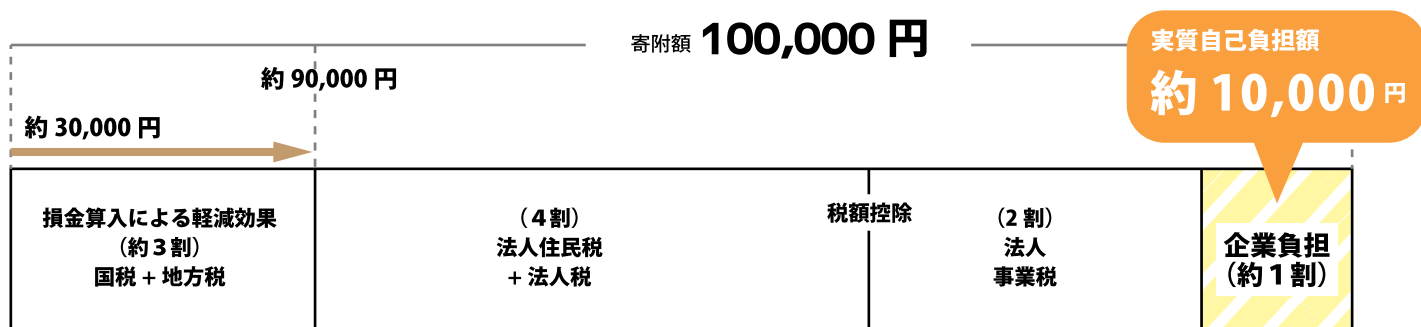 寄附額 100,000 円
実質自己負担額
約 10,000 円
約 90,000 円
約 30,000 円
損金算入による軽減効果
（約３割）
国税 + 地方税
（４割）
法人住民税
+ 法人税
税額控除
（2 割）
法人
事業税
企業負担
（約１割）